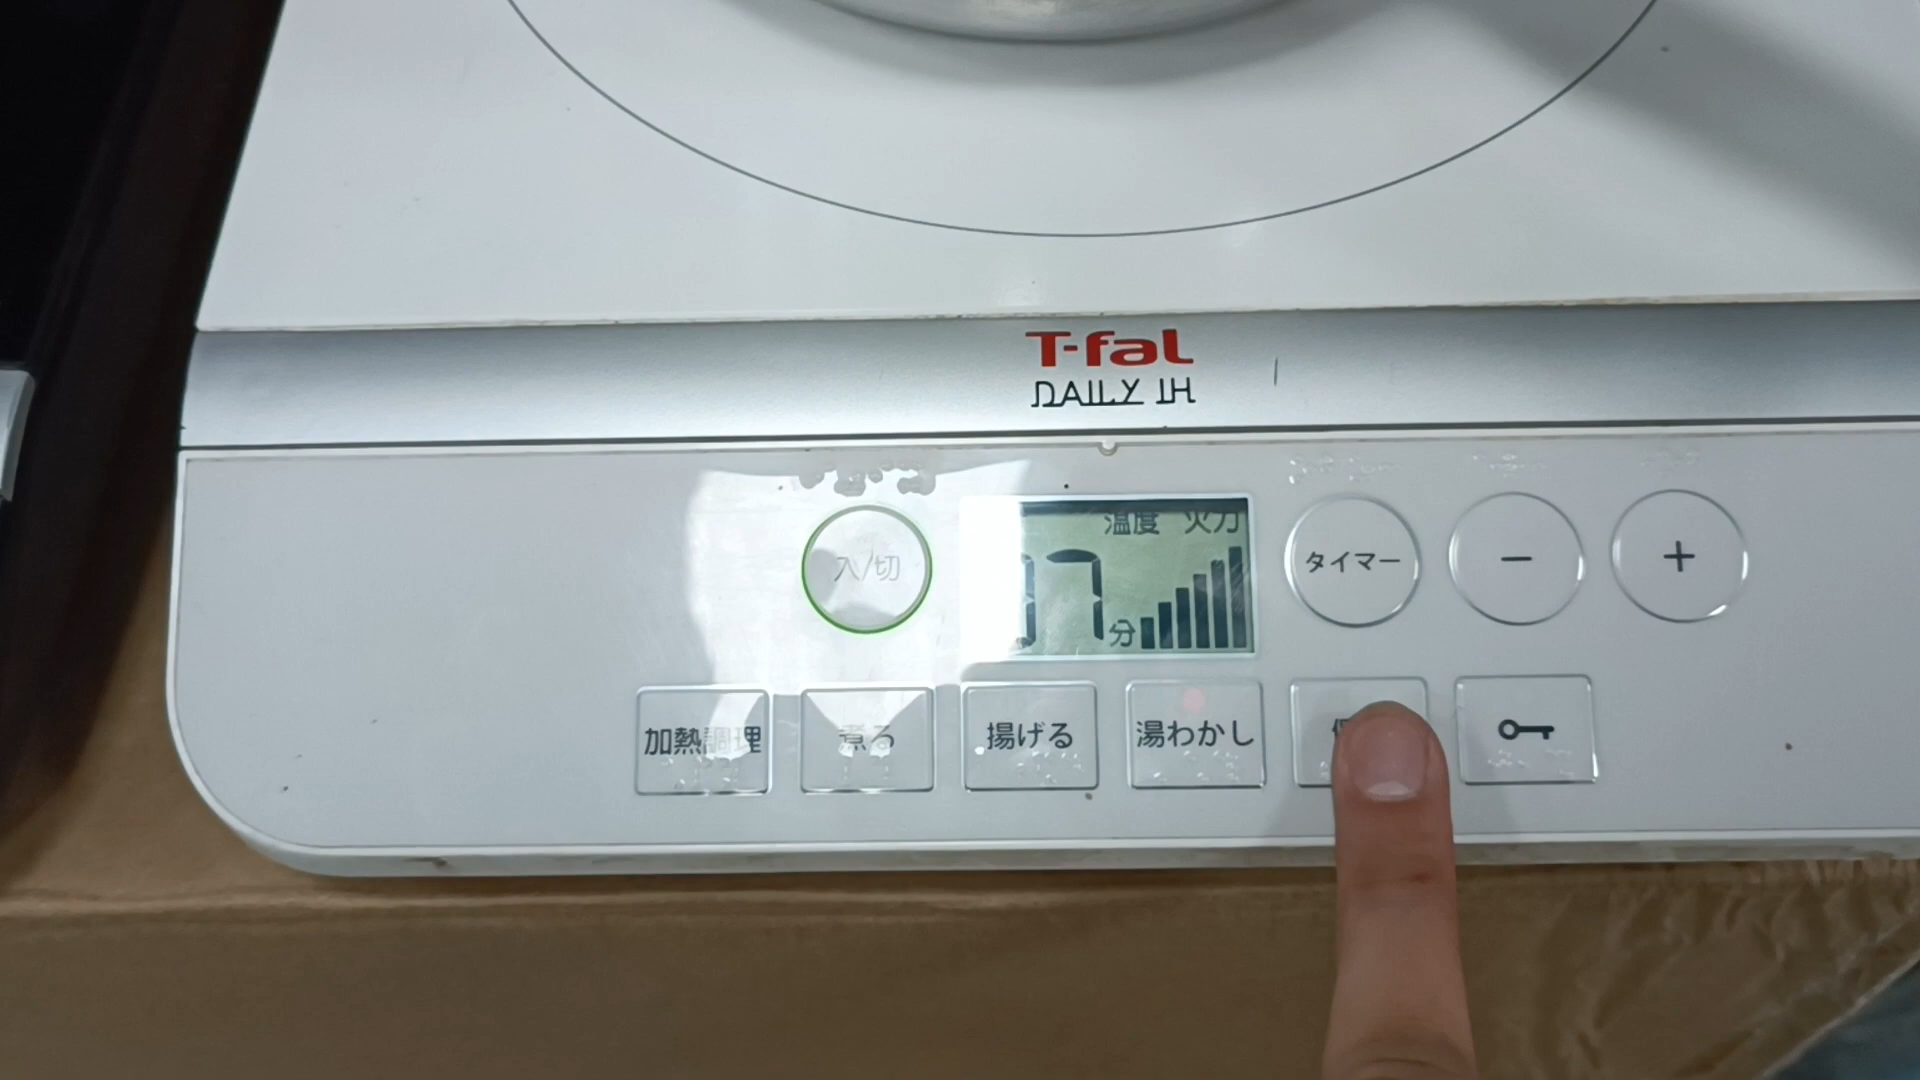 T-fal
DAILY IH
入/切
温度 火力
37分
タイマー
−
+
加熱調理
煮る
揚げる
湯わかし